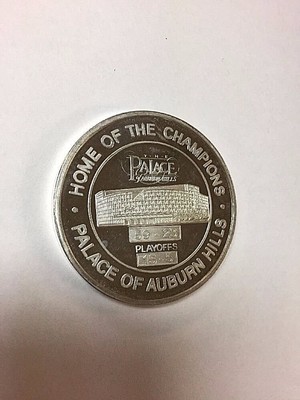 · HOME OF THE CHAMPIONS ·
THE
PALACE
PLAYOFFS
PALACE OF AUBURN HILLS